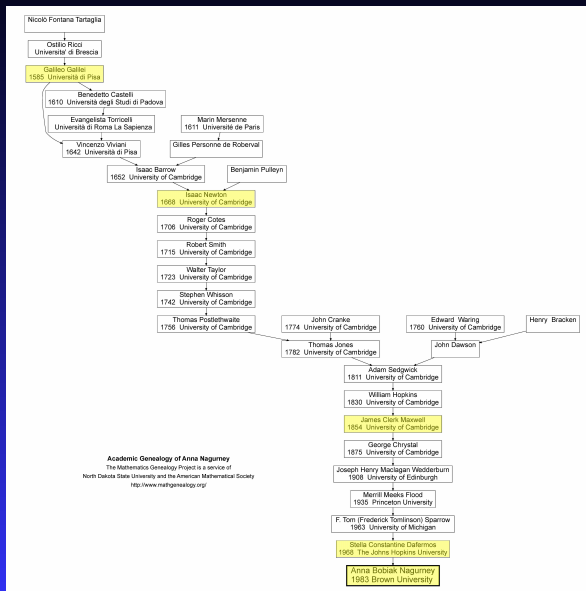 Nicolò Fontana Tartaglia
Ostilio Ricci
Universita' di Brescia
Galileo Galilei
1585 Università di Pisa
Benedetto Castelli
1610 Università degli Studi di Padova
Evangelista Torricelli
Università di Roma La Sapienza
Marin Mersenne
1611 Université de Paris
Vincenzo Viviani
1642 Università di Pisa
Gilles Personne de Roberval
Isaac Barrow
1652 University of Cambridge
Benjamin Pulleyn
Isaac Newton
1668 University of Cambridge
Roger Cotes
1706 University of Cambridge
Robert Smith
1715 University of Cambridge
Walter Taylor
1723 University of Cambridge
Stephen Whisson
1742 University of Cambridge
Thomas Postlethwaite
1756 University of Cambridge
John Cranke
1774 University of Cambridge
Edward Waring
1760 University of Cambridge
Henry Bracken
Thomas Jones
1782 University of Cambridge
John Dawson
Adam Sedgwick
1811 University of Cambridge
William Hopkins
1830 University of Cambridge
James Clerk Maxwell
1854 University of Cambridge
George Chrystal
1875 University of Cambridge
Joseph Henry Maclagan Wedderburn
1908 University of Edinburgh
Merrill Meeks Flood
1935 Princeton University
F. Tom (Frederick Tomlinson) Sparrow
1963 University of Michigan
Stella Constantine Dafermos
1968 The Johns Hopkins University
Anna Bobiak Nagurney
1983 Brown University
Academic Genealogy of Anna Nagurney
The Mathematics Genealogy Project is a service of
North Dakota State University and the American Mathematical Society
http://www.mathgenealogy.org/